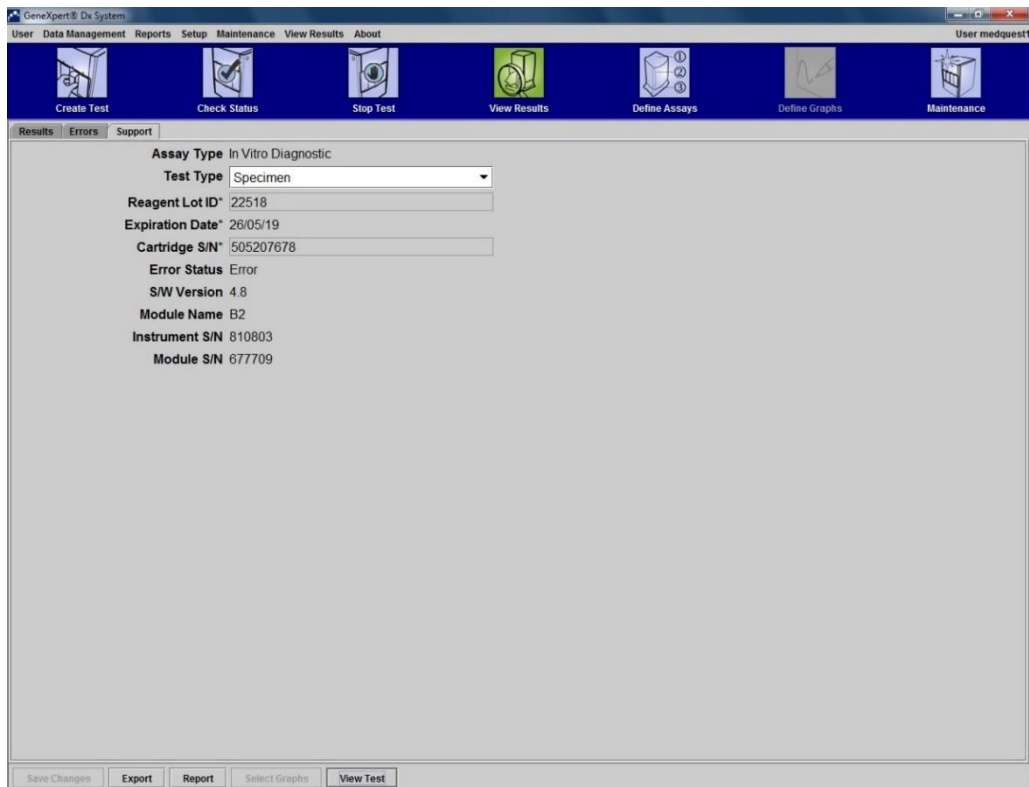 GeneXpert® Dx System
User Data Management Reports Setup Maintenance View Results About User medquest1
Create Test Check Status Stop Test View Results Define Assays Define Graphs Maintenance
① ② ③
Results Errors Support
Assay Type In Vitro Diagnostic
Test Type Specimen
Reagent Lot ID* 22518
Expiration Date* 26/05/19
Cartridge S/N* 505207678
Error Status Error
S/W Version 4.8
Module Name B2
Instrument S/N 810803
Module S/N 677709
Save Changes Export Report Select Graphs View Test